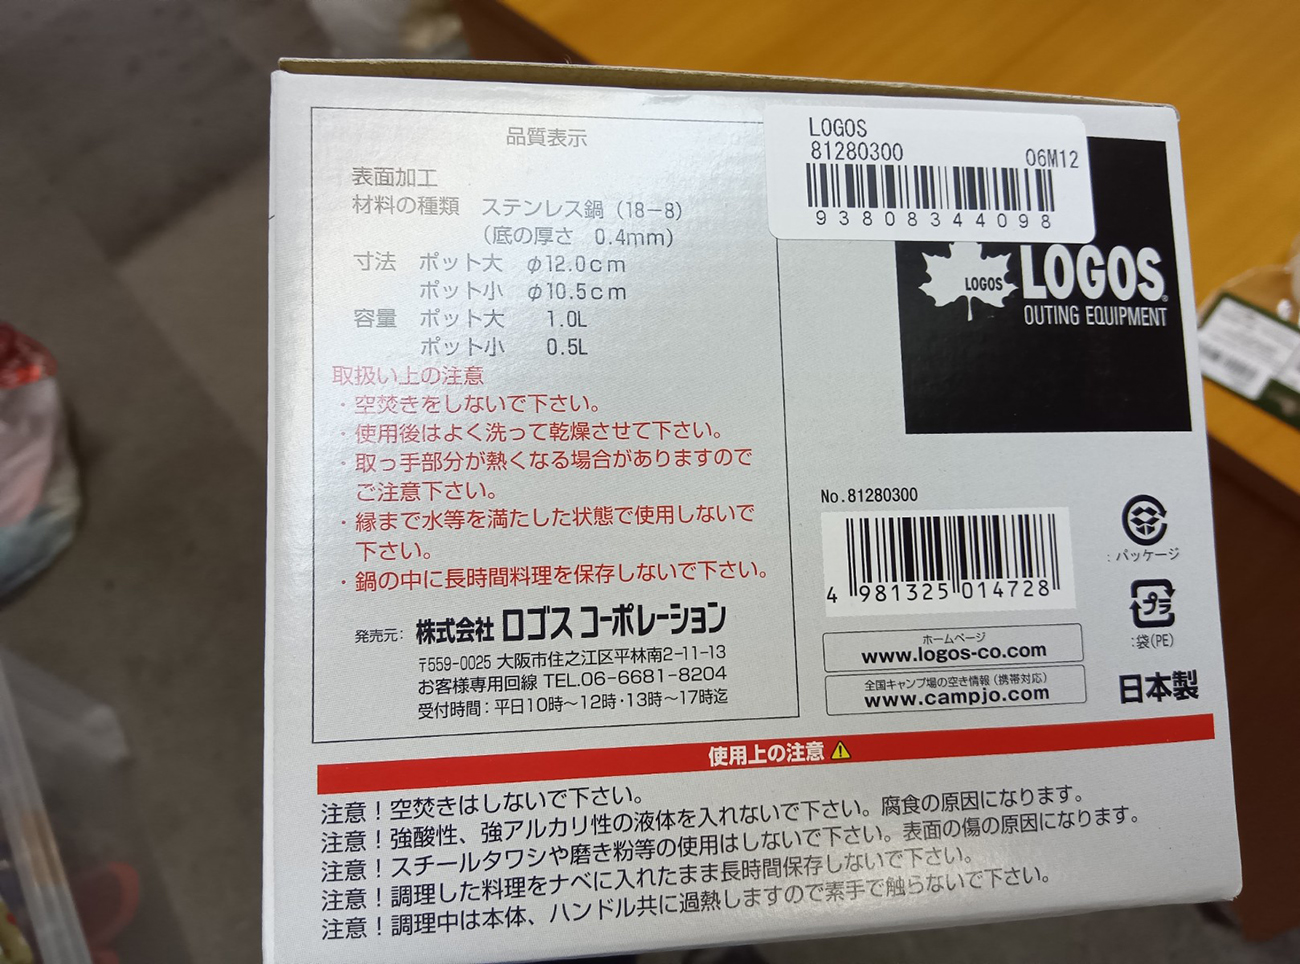 品質表示
表面加工
材料の種類 ステンレス鍋(18-8)
(底の厚さ 0.4mm)
寸法 ポット大 φ12.0cm
ポット小 φ10.5cm
容量 ポット大 1.0L
ポット小 0.5L
取扱い上の注意
・空焚きをしないで下さい。
・使用後はよく洗って乾燥させて下さい。
・取っ手部分が熱くなる場合がありますので
ご注意下さい。
・縁まで水等を満たした状態で使用しないで
下さい。
・鍋の中に長時間料理を保存しないで下さい。
発売元: 株式会社 ロゴス コーポレーション
〒559-0025 大阪市住之江区平林南2-11-13
お客様専用回線 TEL.06-6681-8204
受付時間:平日10時〜12時・13時〜17時迄
LOGOS
81280300 06M12
93808344098
LOGOS
LOGOS
OUTING EQUIPMENT
No.81280300
4 981325 014728
:パッケージ
プラ
:袋(PE)
ホームページ
www.logos-co.com
全国キャンプ場の空き情報(携帯対応)
www.campjo.com
日本製
使用上の注意
注意!空焚きはしないで下さい。
注意!強酸性、強アルカリ性の液体を入れないで下さい。腐食の原因になります。
注意!スチールタワシや磨き粉等の使用はしないで下さい。表面の傷の原因になります。
注意!調理した料理をナベに入れたまま長時間保存しないで下さい。
注意!調理中は本体、ハンドル共に過熱しますので素手で触らないで下さい。